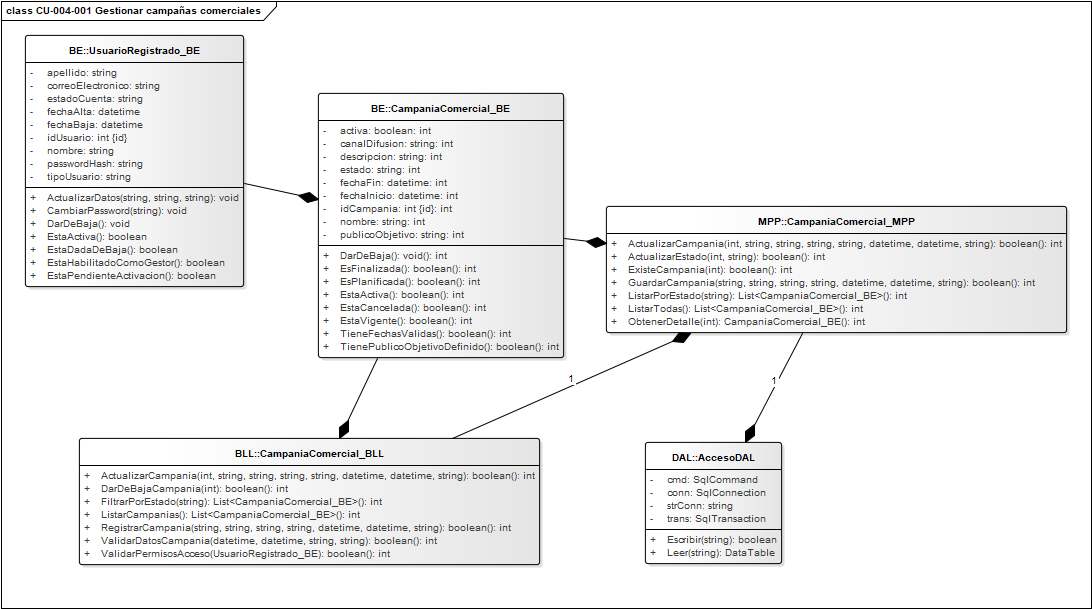 class CU-004-001 Gestionar campañas comerciales
BE::UsuarioRegistrado_BE
- apellido: string
- correoElectronico: string
- estadoCuenta: string
- fechaAlta: datetime
- fechaBaja: datetime
- idUsuario: int {id}
- nombre: string
- passwordHash: string
- tipoUsuario: string
+ ActualizarDatos(string, string, string): void
+ CambiarPassword(string): void
+ DarDeBaja(): void
+ EstaActiva(): boolean
+ EstaDadaDeBaja(): boolean
+ EstaHabilitadoComoGestor(): boolean
+ EstaPendienteActivacion(): boolean
BE::CampaniaComercial_BE
- activa: boolean: int
- canalDifusion: string: int
- descripcion: string: int
- estado: string: int
- fechaFin: datetime: int
- fechaInicio: datetime: int
- idCampania: int {id}: int
- nombre: string: int
- publicoObjetivo: string: int
+ DarDeBaja(): void(): int
+ EsFinalizada(): boolean(): int
+ EsPlanificada(): boolean(): int
+ EstaActiva(): boolean(): int
+ EstaCancelada(): boolean(): int
+ EstaVigente(): boolean(): int
+ TieneFechasValidas(): boolean(): int
+ TienePublicoObjetivoDefinido(): boolean(): int
MPP::CampaniaComercial_MPP
+ ActualizarCampania(int, string, string, string, string, datetime, datetime, string): boolean(): int
+ ActualizarEstado(int, string): boolean(): int
+ ExisteCampania(int): boolean(): int
+ GuardarCampania(string, string, string, string, datetime, datetime, string): boolean(): int
+ ListarPorEstado(string): List<CampaniaComercial_BE>(): int
+ ListarTodas(): List<CampaniaComercial_BE>(): int
+ ObtenerDetalle(int): CampaniaComercial_BE(): int
1
1
BLL::CampaniaComercial_BLL
+ ActualizarCampania(int, string, string, string, string, datetime, datetime, string): boolean(): int
+ DarDeBajaCampania(int): boolean(): int
+ FiltrarPorEstado(string): List<CampaniaComercial_BE>(): int
+ ListarCampanias(): List<CampaniaComercial_BE>(): int
+ RegistrarCampania(string, string, string, string, datetime, datetime, string): boolean(): int
+ ValidarDatosCampania(datetime, datetime, string, string): boolean(): int
+ ValidarPermisosAcceso(UsuarioRegistrado_BE): boolean(): int
DAL::AccesoDAL
- cmd: SqlCommand
- conn: SqlConnection
- strConn: string
- trans: SqlTransaction
+ Escribir(string): boolean
+ Leer(string): DataTable